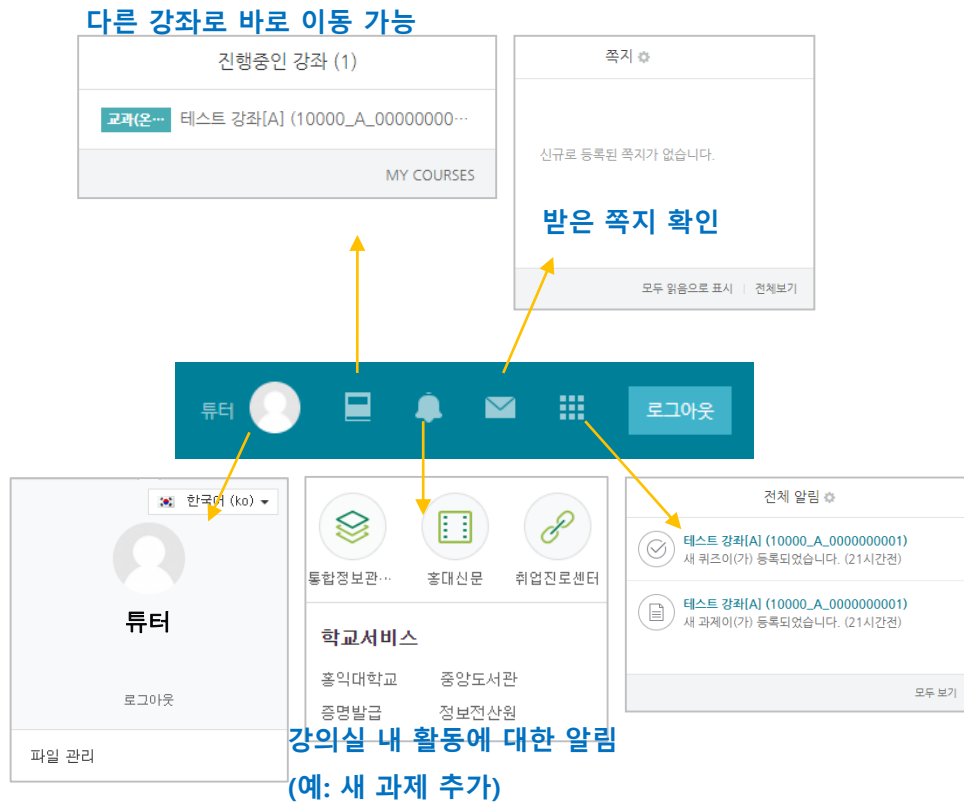 다른 강좌로 바로 이동 가능
진행중인 강좌 (1)
교과(온··· 테스트 강좌[A] (10000_A_00000000···
MY COURSES
쪽지
신규로 등록된 쪽지가 없습니다.
받은 쪽지 확인
모두 읽음으로 표시 | 전체보기
튜터
로그아웃
한국어 (ko)
튜터
로그아웃
파일 관리
통합정보관··· 홍대신문 취업진로센터
학교서비스
홍익대학교 중앙도서관
증명발급 정보전산원
강의실 내 활동에 대한 알림
(예: 새 과제 추가)
전체 알림
테스트 강좌[A] (10000_A_0000000001)
새 퀴즈이(가) 등록되었습니다. (21시간전)
테스트 강좌[A] (10000_A_0000000001)
새 과제이(가) 등록되었습니다. (21시간전)
모두 보기